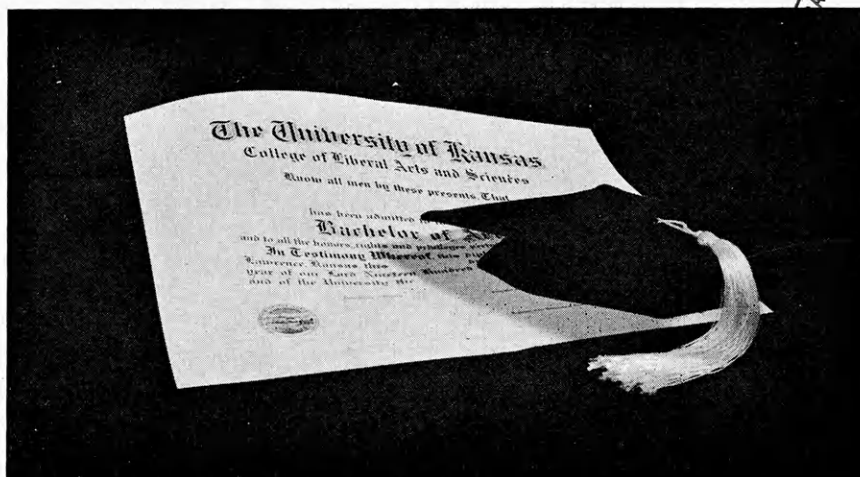 The University of Kansas
College of Liberal Arts and Sciences
Know all men by these presents, That
has been admitted
Bachelor of
and to all the honors, rights and
In Testimony Whereof, this
Lawrence, Kansas, this
year of our Lord Nineteen Hundred
and of the University the